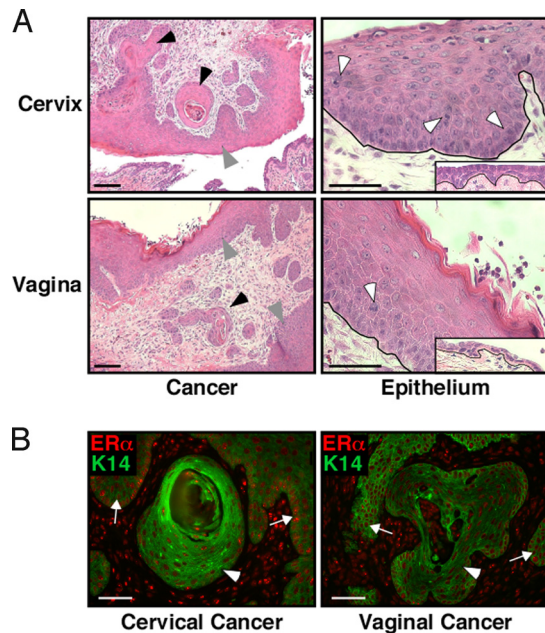 A
Cervix
Vagina
Cancer
Epithelium
B
ERα
K14
ERα
K14
Cervical Cancer
Vaginal Cancer